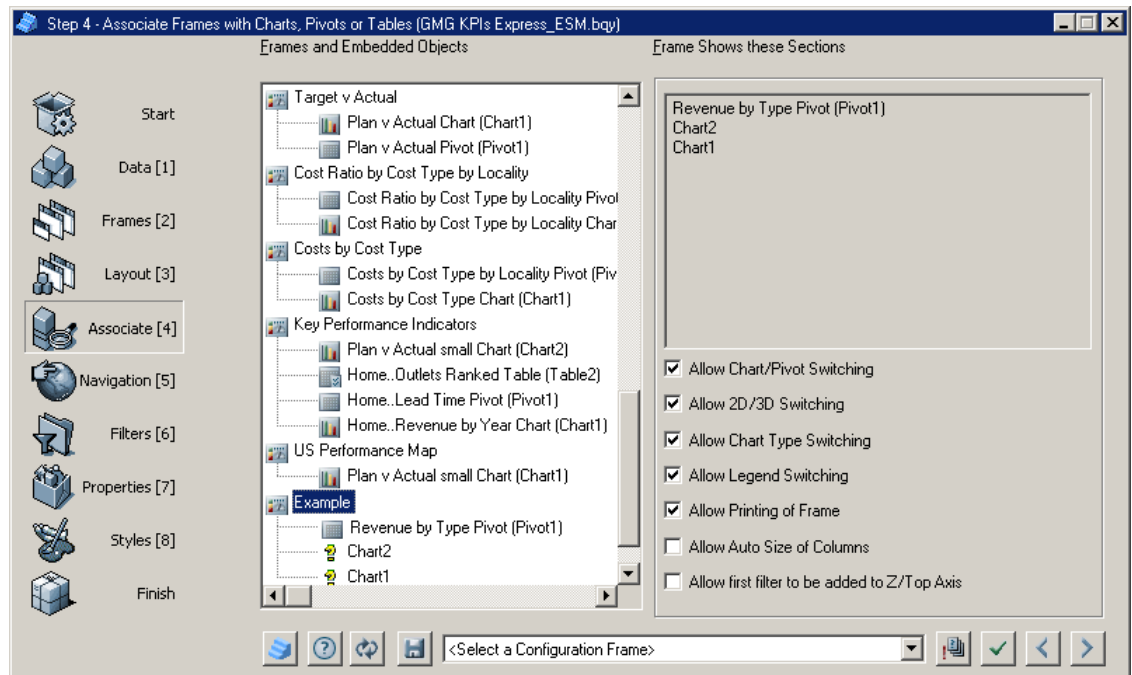 Step 4 - Associate Frames with Charts, Pivots or Tables (GMG KPIs Express_ESM.bqy)
Frames and Embedded Objects
Frame Shows these Sections
Start
Data [1]
Frames [2]
Layout [3]
Associate [4]
Navigation [5]
Filters [6]
Properties [7]
Styles [8]
Finish
Target v Actual
Plan v Actual Chart (Chart1)
Plan v Actual Pivot (Pivot1)
Cost Ratio by Cost Type by Locality
Cost Ratio by Cost Type by Locality Pivot
Cost Ratio by Cost Type by Locality Char
Costs by Cost Type
Costs by Cost Type by Locality Pivot (Piv
Costs by Cost Type Chart (Chart1)
Key Performance Indicators
Plan v Actual small Chart (Chart2)
Home..Outlets Ranked Table (Table2)
Home..Lead Time Pivot (Pivot1)
Home..Revenue by Year Chart (Chart1)
US Performance Map
Plan v Actual small Chart (Chart1)
Example
Revenue by Type Pivot (Pivot1)
Chart2
Chart1
Revenue by Type Pivot (Pivot1)
Chart2
Chart1
Allow Chart/Pivot Switching
Allow 2D/3D Switching
Allow Chart Type Switching
Allow Legend Switching
Allow Printing of Frame
Allow Auto Size of Columns
Allow first filter to be added to Z/Top Axis
<Select a Configuration Frame>